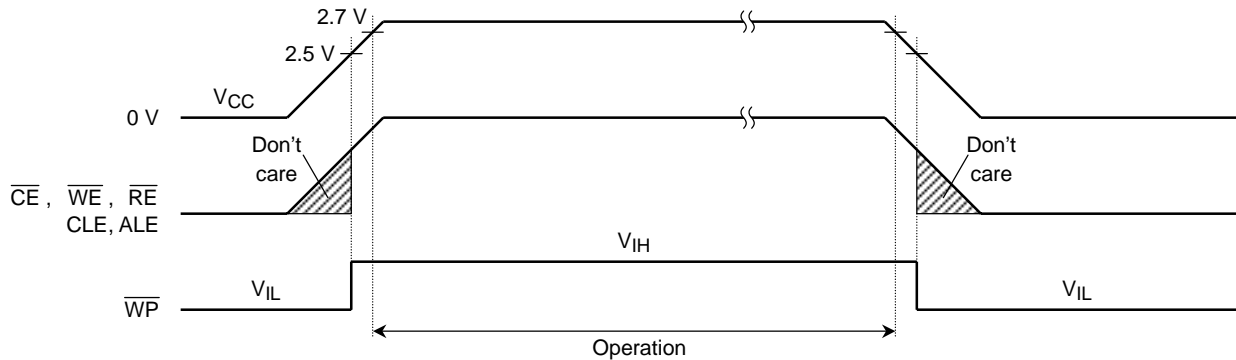 2.7 V
2.5 V
VCC
0 V
Don't
care
Don't
care
CE , WE , RE
CLE, ALE
VIH
VIL
WP
VIL
Operation